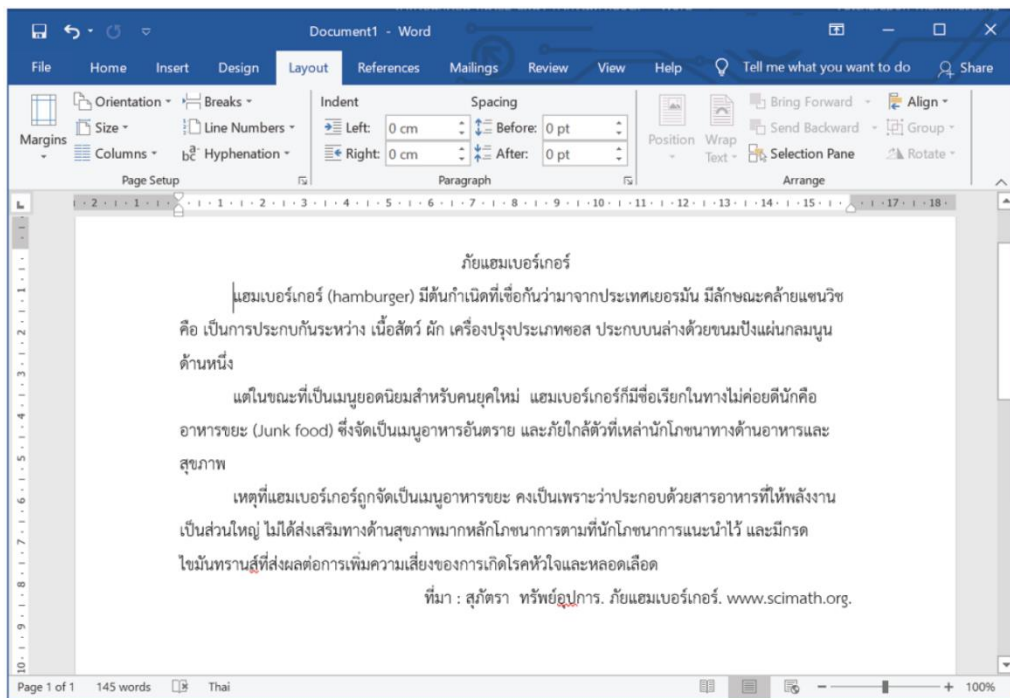 Document1 - Word
File Home Insert Design Layout References Mailings Review View Help Tell me what you want to do Share
Margins
Orientation
Size
Columns
Breaks
Line Numbers
Hyphenation
Page Setup
Indent
Left: 0 cm
Right: 0 cm
Spacing
Before: 0 pt
After: 0 pt
Paragraph
Position
Wrap Text
Bring Forward
Send Backward
Selection Pane
Align
Group
Rotate
Arrange
2 1 1 2 3 4 5 6 7 8 9 10 11 12 13 14 15 17 18
ภัยแฮมเบอร์เกอร์
แฮมเบอร์เกอร์ (hamburger) มีต้นกำเนิดที่เชื่อกันว่ามาจากประเทศเยอรมัน มีลักษณะคล้ายแซนวิช
คือ เป็นการประกบกันระหว่าง เนื้อสัตว์ ผัก เครื่องปรุงประเภทซอส ประกบบนล่างด้วยขนมปังแผ่นกลมนูน
ด้านหนึ่ง
แต่ในขณะที่เป็นเมนูยอดนิยมสำหรับคนยุคใหม่ แฮมเบอร์เกอร์ก็มีชื่อเรียกในทางไม่ค่อยดีนักคือ
อาหารขยะ (Junk food) ซึ่งจัดเป็นเมนูอาหารอันตราย และภัยใกล้ตัวที่เหล่านักโภชนาทางด้านอาหารและ
สุขภาพ
เหตุที่แฮมเบอร์เกอร์ถูกจัดเป็นเมนูอาหารขยะ คงเป็นเพราะว่าประกอบด้วยสารอาหารที่ให้พลังงาน
เป็นส่วนใหญ่ ไม่ได้ส่งเสริมทางด้านสุขภาพมากหลักโภชนาการตามที่นักโภชนาการแนะนำไว้ และมีกรด
ไขมันทรานส์ที่ส่งผลต่อการเพิ่มความเสี่ยงของการเกิดโรคหัวใจและหลอดเลือด
ที่มา : สุภัตรา ทรัพย์อุปการ. ภัยแฮมเบอร์เกอร์. www.scimath.org.
Page 1 of 1 145 words Thai 100%